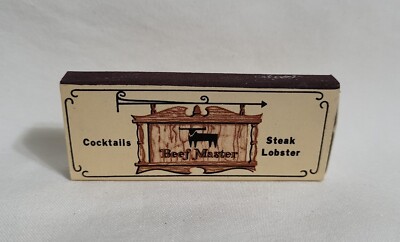 Cocktails
Beef Master
Steak
Lobster